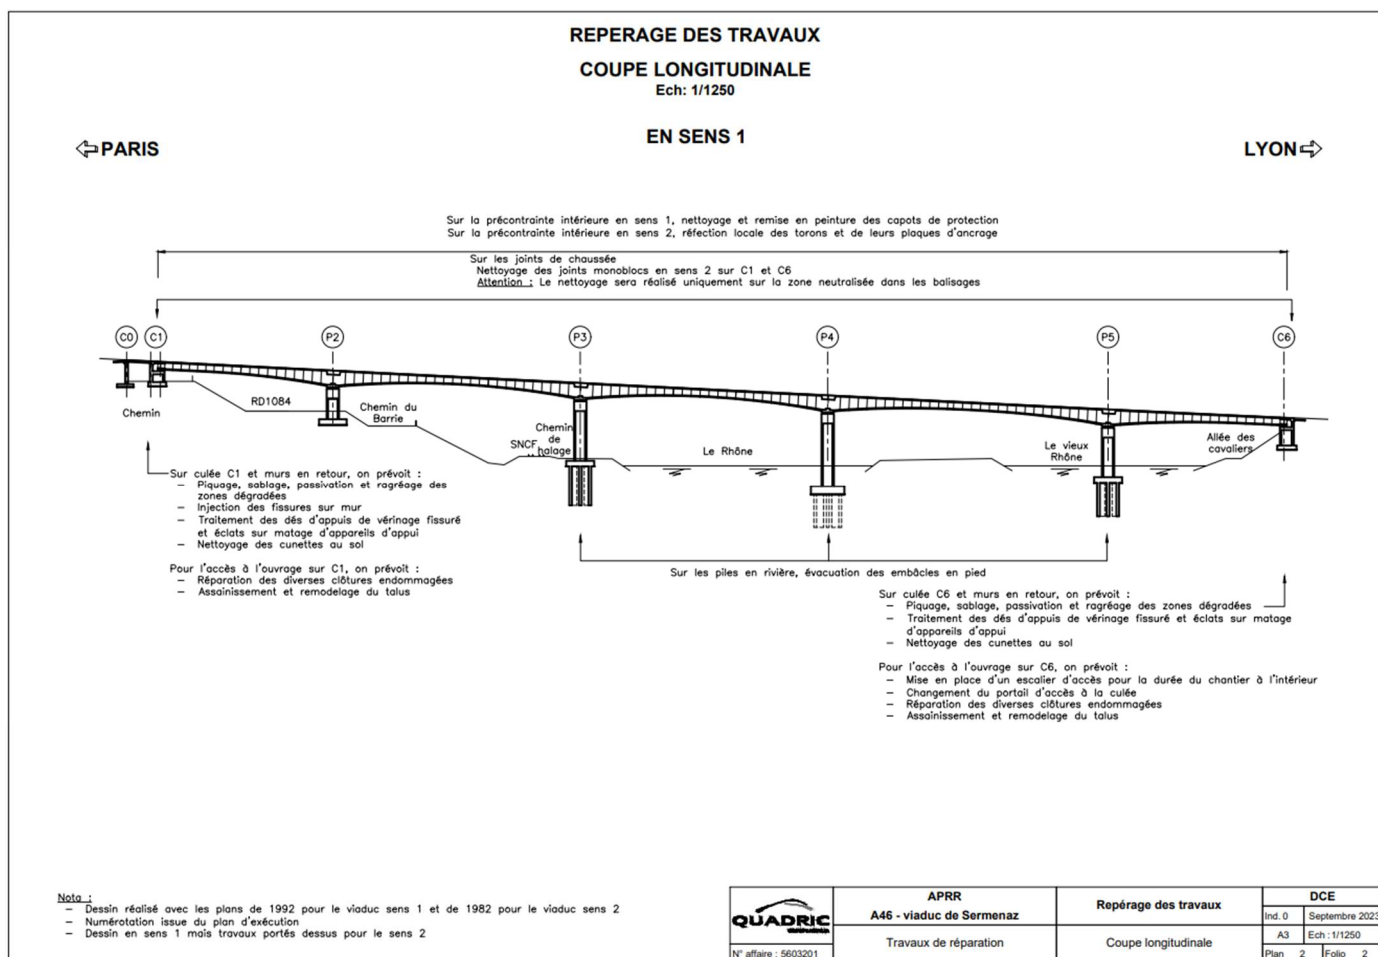 REPERAGE DES TRAVAUX
COUPE LONGITUDINALE
Ech: 1/1250
EN SENS 1
PARIS
LYON
Sur la précontrainte intérieure en sens 1, nettoyage et remise en peinture des capots de protection
Sur la précontrainte intérieure en sens 2, réfection locale des torons et de leurs plaques d'ancrage
Sur les joints de chaussée
Nettoyage des joints monoblocs en sens 2 sur C1 et C6
Attention : Le nettoyage sera réalisé uniquement sur la zone neutralisée dans les balisages
C0
C1
P2
P3
P4
P5
C6
Chemin
RD1084
Chemin du
Barrie
SNCF
Chemin
de
halage
Le Rhône
Le vieux
Rhône
Allée des
cavaliers
Sur culée C1 et murs en retour, on prévoit :
– Piquage, sablage, passivation et ragréage des
zones dégradées
– Injection des fissures sur mur
– Traitement des dés d'appuis de vérinage fissuré
et éclats sur matage d'appareils d'appui
– Nettoyage des cunettes au sol
Pour l'accès à l'ouvrage sur C1, on prévoit :
– Réparation des diverses clôtures endommagées
– Assainissement et remodelage du talus
Sur les piles en rivière, évacuation des embâcles en pied
Sur culée C6 et murs en retour, on prévoit :
– Piquage, sablage, passivation et ragréage des zones dégradées
– Traitement des dés d'appuis de vérinage fissuré et éclats sur matage
d'appareils d'appui
– Nettoyage des cunettes au sol
Pour l'accès à l'ouvrage sur C6, on prévoit :
– Mise en place d'un escalier d'accès pour la durée du chantier à l'intérieur
– Changement du portail d'accès à la culée
– Réparation des diverses clôtures endommagées
– Assainissement et remodelage du talus
Nota :
– Dessin réalisé avec les plans de 1992 pour le viaduc sens 1 et de 1982 pour le viaduc sens 2
– Numérotation issue du plan d'exécution
– Dessin en sens 1 mais travaux portés dessus pour le sens 2
QUADRIC
N° affaire : 5603201
APRR
A46 - viaduc de Sermenaz
Travaux de réparation
Repérage des travaux
Coupe longitudinale
DCE
Ind. 0 Septembre 2023
A3 Ech : 1/1250
Plan 2 Folio 2